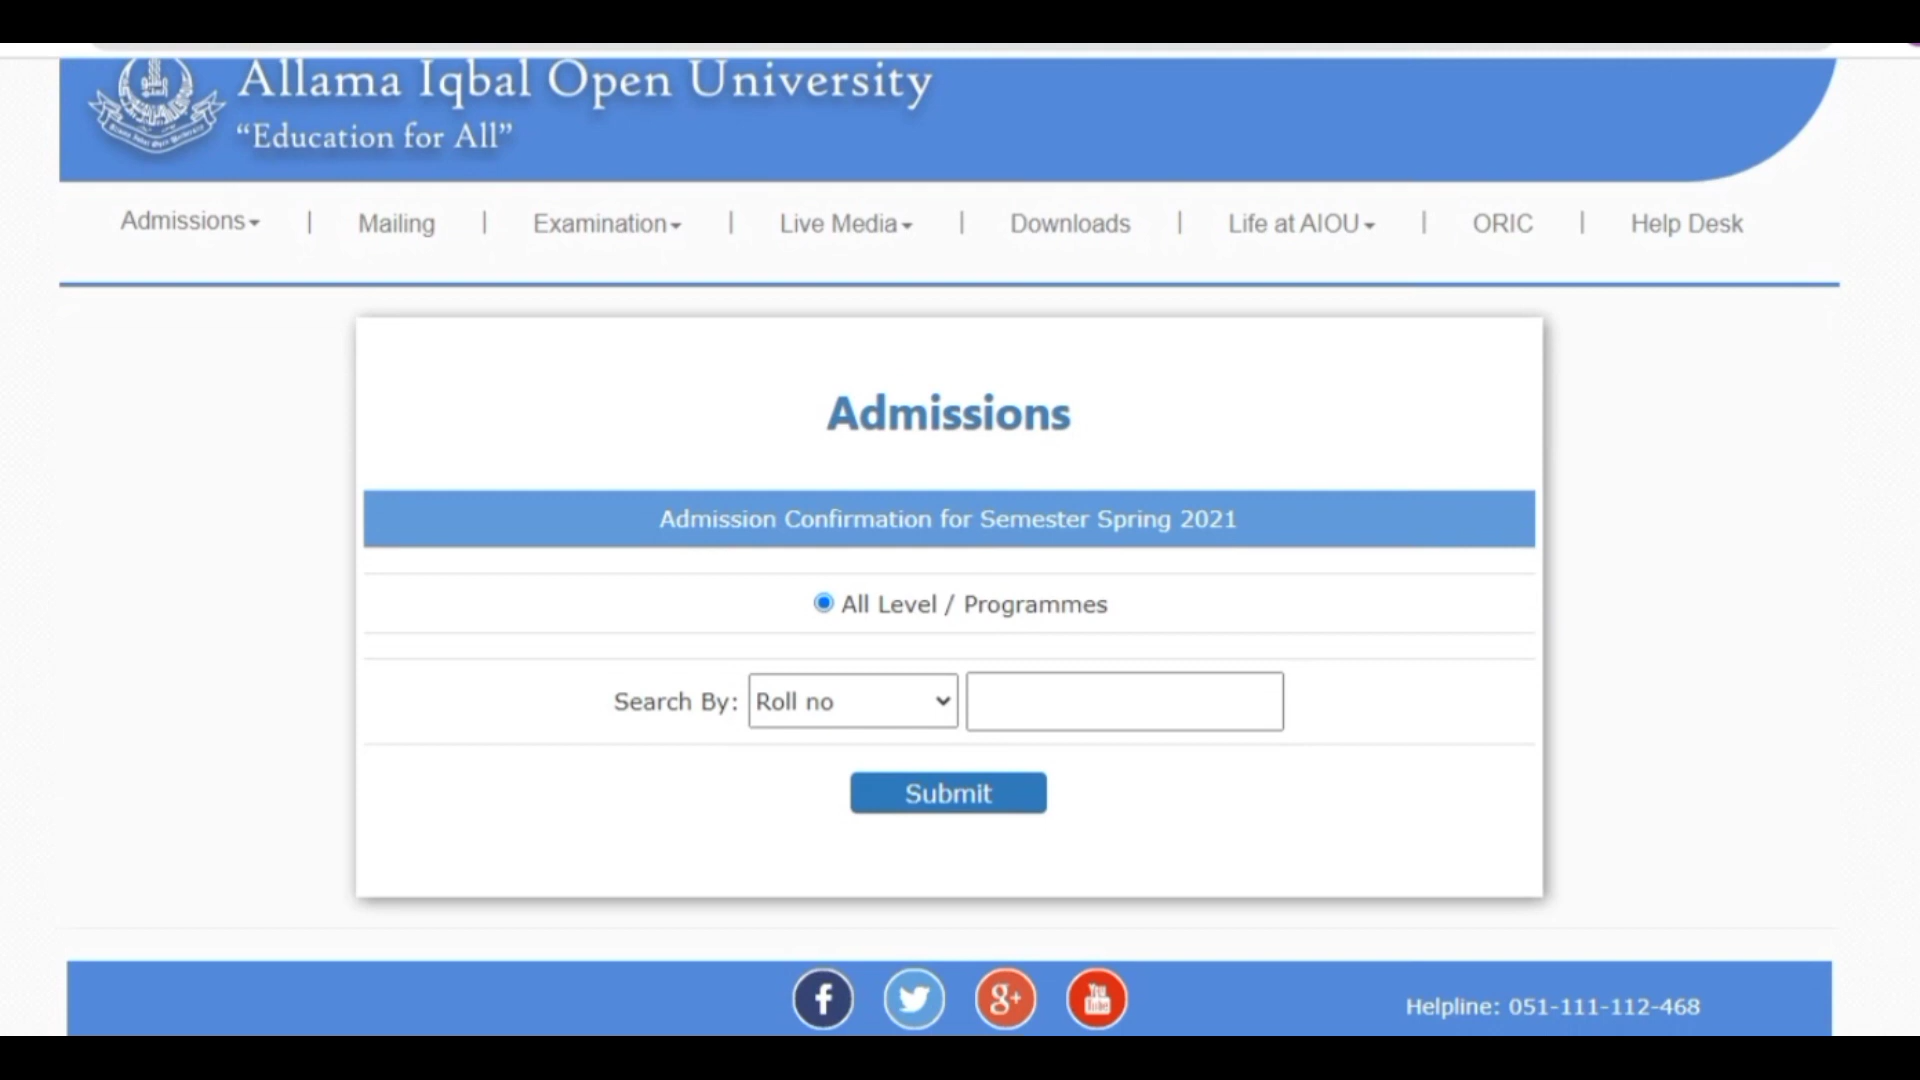 Allama Iqbal Open University
“Education for All”
Admissions | Mailing | Examination | Live Media | Downloads | Life at AIOU | ORIC | Help Desk
Admissions
Admission Confirmation for Semester Spring 2021
All Level / Programmes
Search By: Roll no
Submit
f g+ You Tube
Helpline: 051-111-112-468